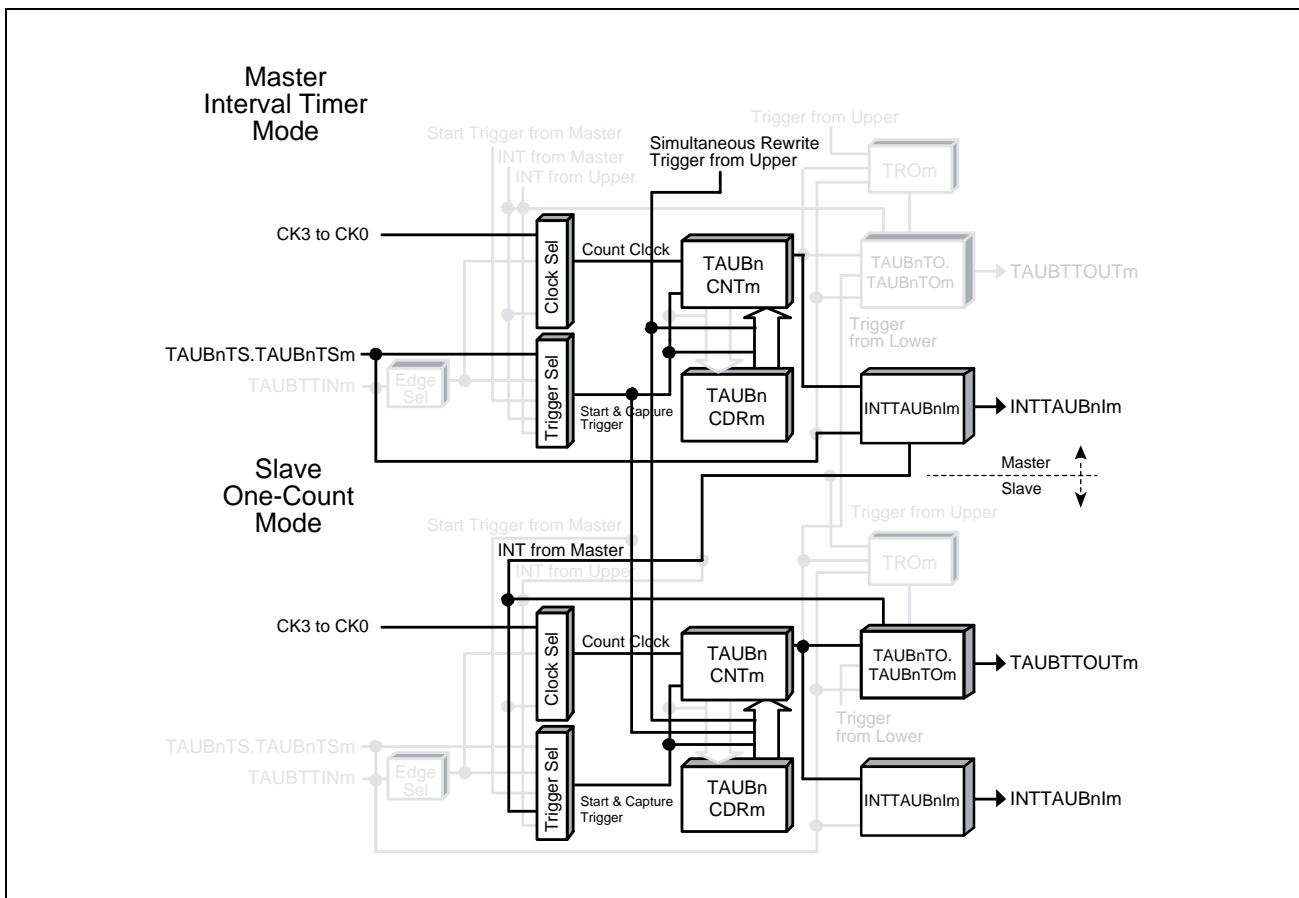 Master
Interval Timer
Mode
Trigger from Upper
Start Trigger from Master
Simultaneous Rewrite
Trigger from Upper
INT from Master
INT from Upper
TROm
CK3 to CK0
Clock Sel
Count Clock
TAUBn
CNTm
TAUBnTO.
TAUBnTOm
TAUBTTOUTm
Trigger
from Lower
TAUBnTS.TAUBnTSm
TAUBTTINm
Edge
Sel
Trigger Sel
Start & Capture
Trigger
TAUBn
CDRm
INTTAUBnIm
INTTAUBnIm
Master
Slave
Slave
One-Count
Mode
Trigger from Upper
Start Trigger from Master
INT from Master
INT from Upper
TROm
CK3 to CK0
Clock Sel
Count Clock
TAUBn
CNTm
TAUBnTO.
TAUBnTOm
TAUBTTOUTm
Trigger
from Lower
TAUBnTS.TAUBnTSm
TAUBTTINm
Edge
Sel
Trigger Sel
Start & Capture
Trigger
TAUBn
CDRm
INTTAUBnIm
INTTAUBnIm